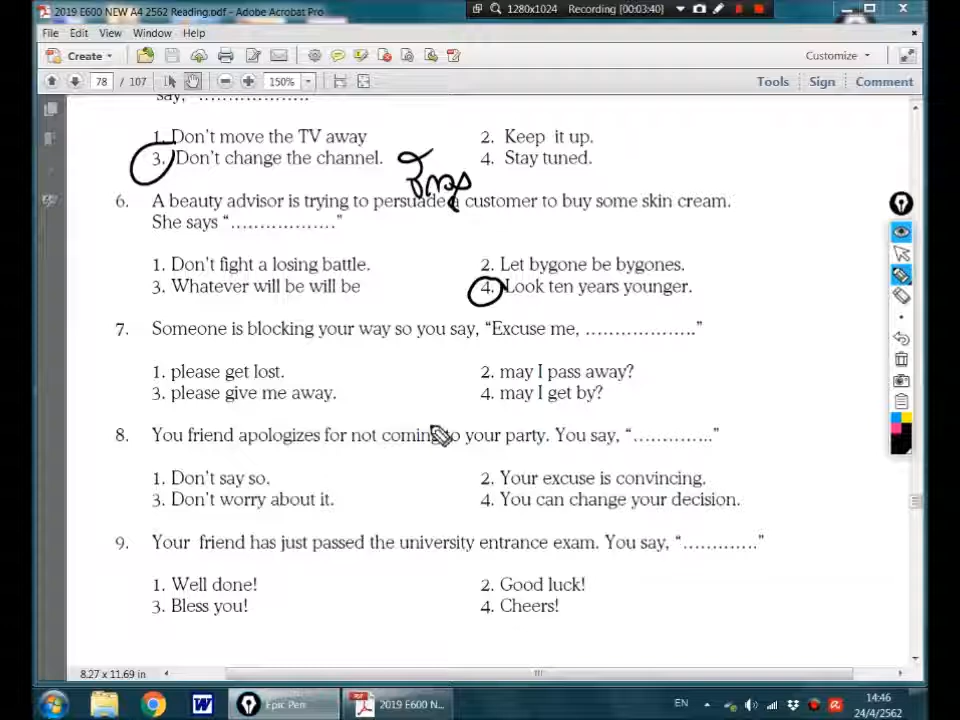 2019 E600 NEW A4 2562 Reading.pdf - Adobe Acrobat Pro
1280x1024 Recording [00:03:40]
File Edit View Window Help
Create Customize
78 / 107 150% Tools Sign Comment
say, “………………..
1. Don’t move the TV away 2. Keep it up.
3. Don’t change the channel. 4. Stay tuned.
6. A beauty advisor is trying to persuade a customer to buy some skin cream.
She says “………………”
1. Don’t fight a losing battle. 2. Let bygone be bygones.
3. Whatever will be will be 4. Look ten years younger.
7. Someone is blocking your way so you say, “Excuse me, ………………..”
1. please get lost. 2. may I pass away?
3. please give me away. 4. may I get by?
8. You friend apologizes for not coming to your party. You say, “…………..”
1. Don’t say so. 2. Your excuse is convincing.
3. Don’t worry about it. 4. You can change your decision.
9. Your friend has just passed the university entrance exam. You say, “………….”
1. Well done! 2. Good luck!
3. Bless you! 4. Cheers!
8.27 x 11.69 in
Epic Pen 2019 E600 N... EN 14:46
24/4/2562